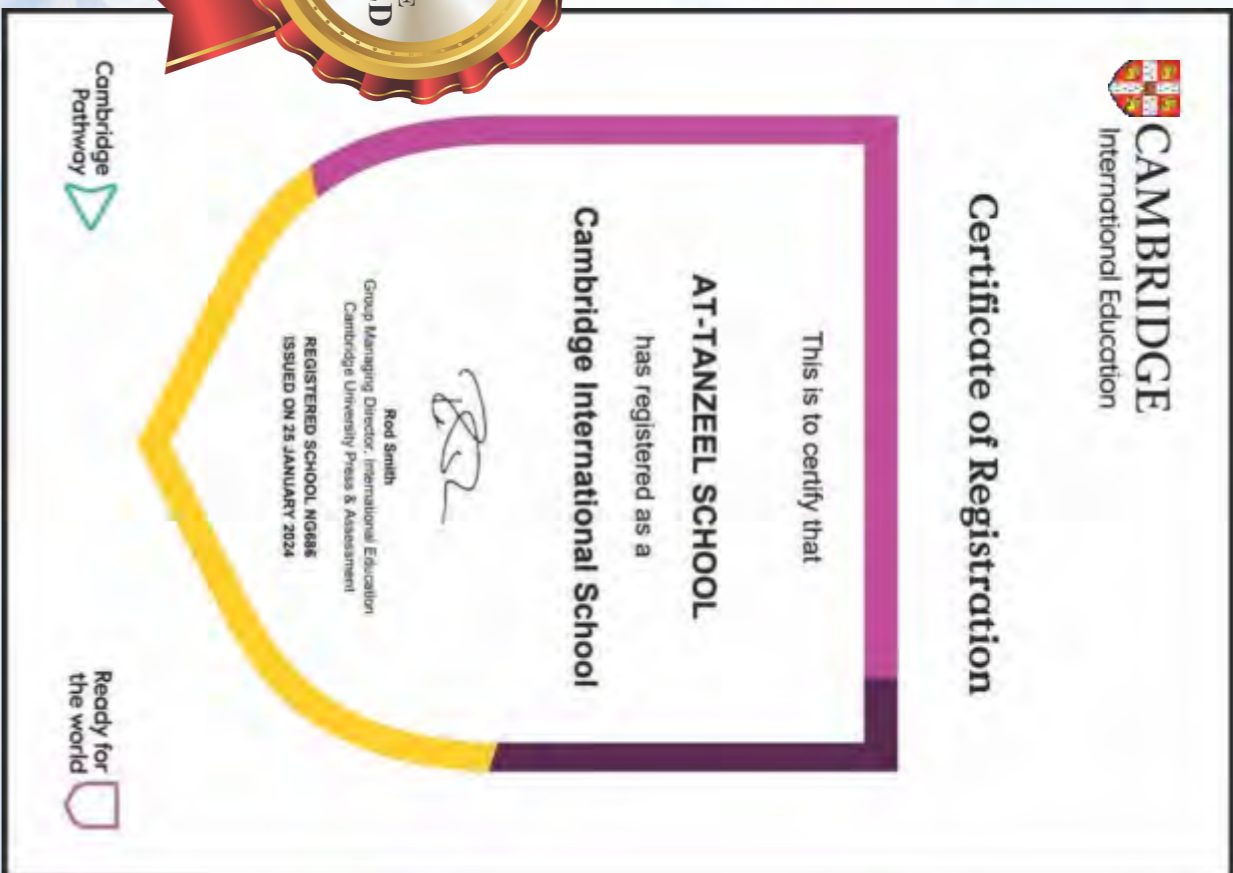 CAMBRIDGE
International Education
Certificate of Registration
This is to certify that
AT-TANZEEL SCHOOL
has registered as a
Cambridge International School
Rod Smith
Group Managing Director, International Education
Cambridge University Press & Assessment
REGISTERED SCHOOL NG686
ISSUED ON 25 JANUARY 2024
Cambridge
Pathway
Ready for
the world